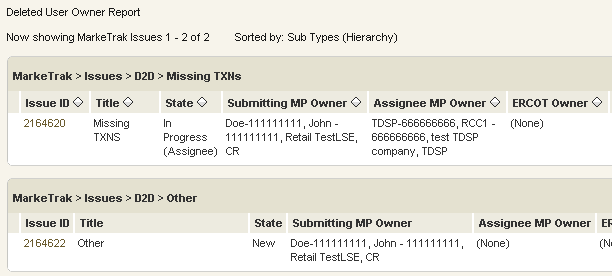 Deleted User Owner Report
Now showing MarkeTrak Issues 1 - 2 of 2 Sorted by: Sub Types (Hierarchy)
MarkeTrak > Issues > D2D > Missing TXNs
Issue ID ◇ Title ◇ State ◇ Submitting MP Owner ◇ Assignee MP Owner ◇ ERCOT Owner ◇
2164620 Missing In Doe-111111111, John - TDSP-666666666, RCC1 - (None)
TXNS Progress 111111111, Retail TestLSE, 666666666, test TDSP
(Assignee) CR company, TDSP
MarkeTrak > Issues > D2D > Other
Issue ID Title State Submitting MP Owner Assignee MP Owner ER
2164622 Other New Doe-111111111, John - 111111111, (None) (N
Retail TestLSE, CR